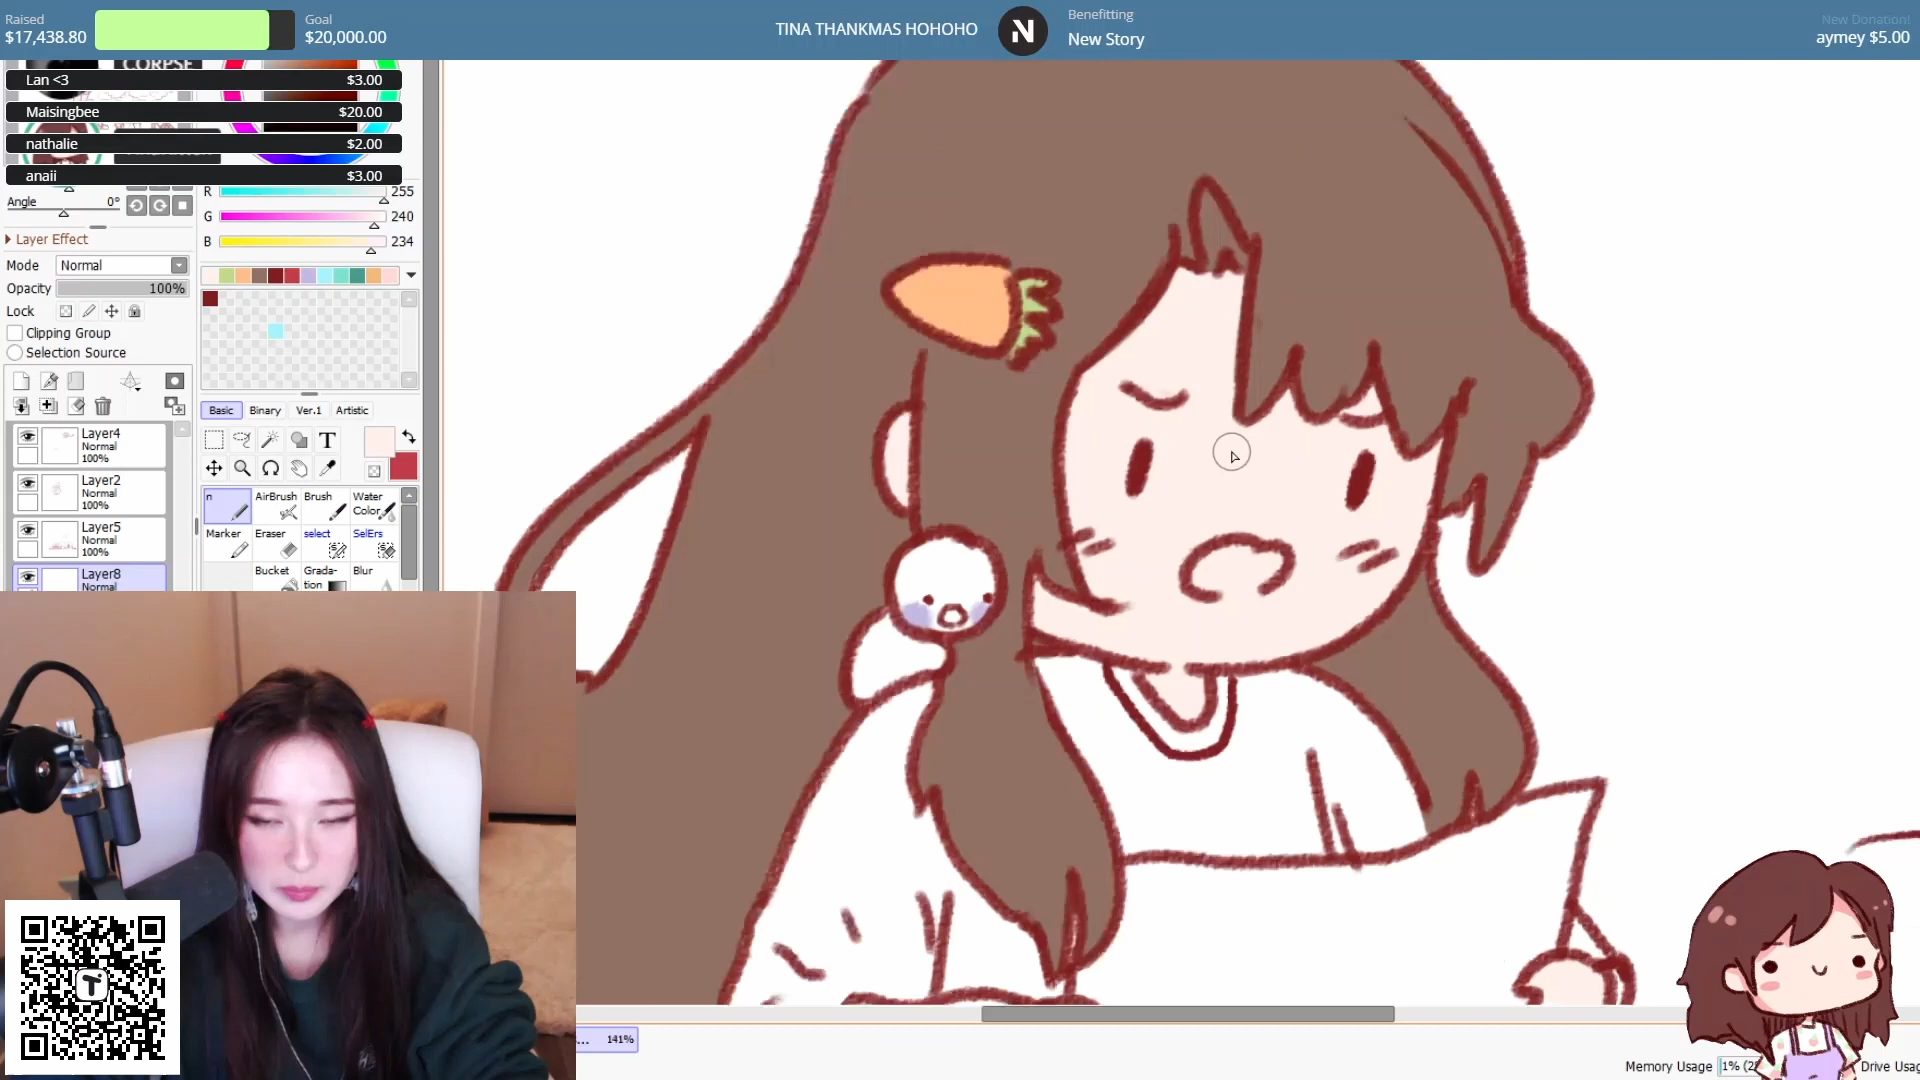 Raised
$17,438.80
Goal
$20,000.00
TINA THANKMAS HOHOHO
N
Benefitting
New Story
New Donation!
aymey $5.00
CORPSE
Lan <3 $3.00
Maisingbee $20.00
nathalie $2.00
anaii $3.00
Angle 0°
R 255
G 240
B 234
Layer Effect
Mode Normal
Opacity 100%
Lock
Clipping Group
Selection Source
Basic Binary Ver.1 Artistic
T
Layer4
Normal
100%
Layer2
Normal
100%
Layer5
Normal
100%
Layer8
Normal
n AirBrush Brush Water Color
Marker Eraser select SelErs
Bucket Grada-tion Blur
T
... 141%
Memory Usage 1%
Drive